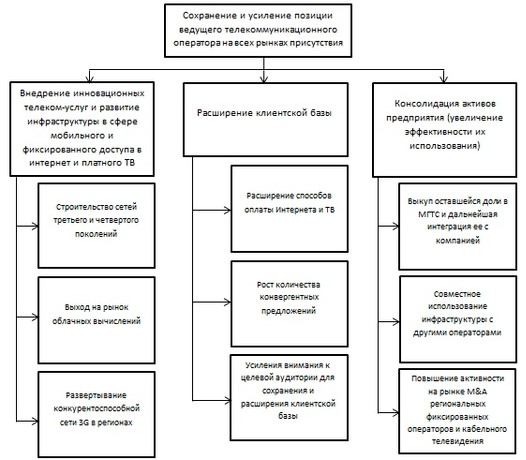 Сохранение и усиление позиции
ведущего телекоммуникационного
оператора на всех рынках присутствия
Внедрение инновационных
телеком-услуг и развитие
инфраструктуры в сфере
мобильного и
фиксированного доступа в
интернет и платного ТВ
Строительство сетей
третьего и четвертого
поколений
Выход на рынок
облачных вычислений
Развертывание
конкурентоспособной
сети 3G в регионах
Расширение клиентской базы
Расширение способов
оплаты Интернета и ТВ
Рост количества
конвергентных
предложений
Усиления внимания к
целевой аудитории для
сохранения и
расширения клиентской
базы
Консолидация активов
предприятия (увеличение
эффективности их
использования)
Выкуп оставшейся доли в
МГТС и дальнейшая
интеграция ее с
компанией
Совместное
использование
инфраструктуры с
другими операторами
Повышение активности
на рынке M&A
региональных
фиксированных
операторов и кабельного
телевидения